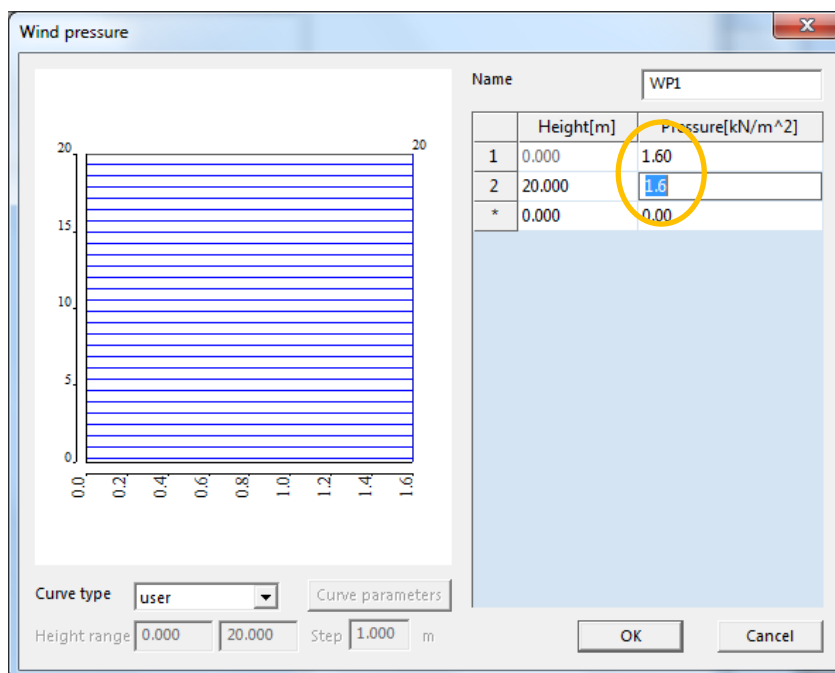 Wind pressure
Name WP1
Height[m] Pressure[kN/m^2]
1 0.000 1.60
2 20.000 1.6
* 0.000 0.00
20 20
15
10
5
0
0.0 0.2 0.4 0.6 0.8 1.0 1.2 1.4 1.6
Curve type user Curve parameters
Height range 0.000 20.000 Step 1.000 m
OK Cancel